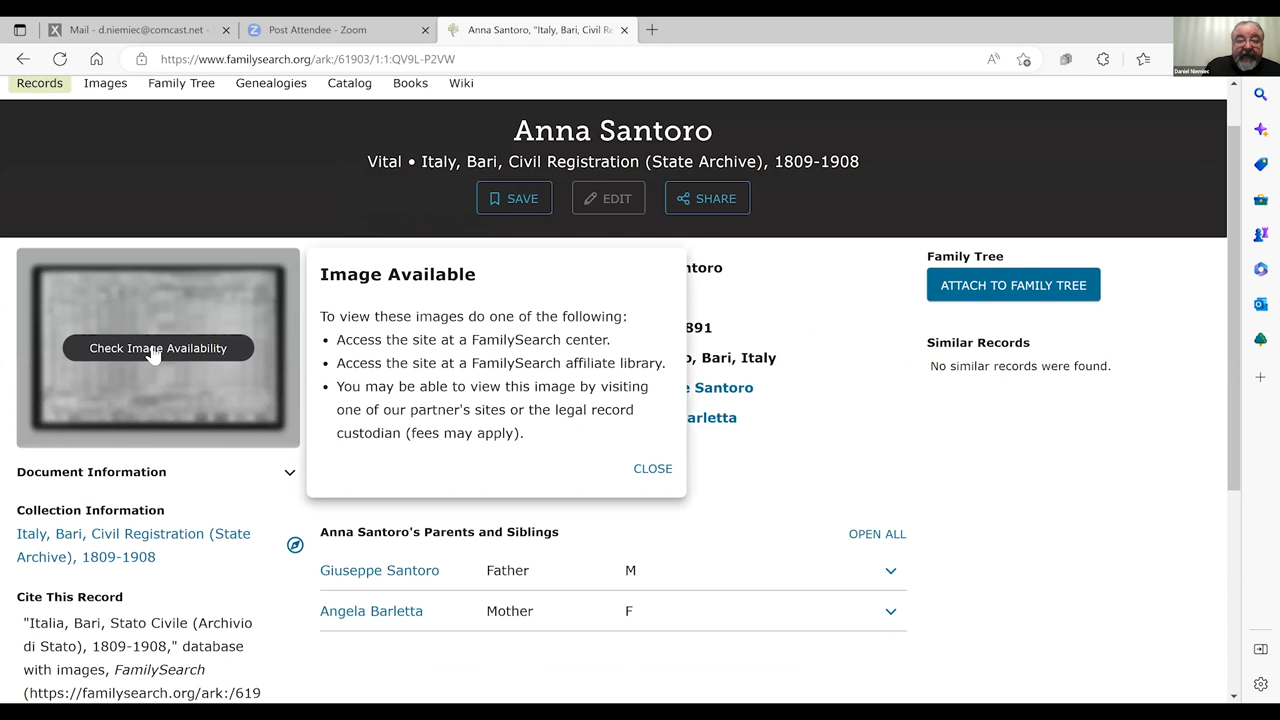 Mail - d.niemiec@comcast.net -
Post Attendee - Zoom
Anna Santoro, "Italy, Bari, Civil Re
https://www.familysearch.org/ark:/61903/1:1:QV9L-P2VW
Daniel Niemiec
Records Images Family Tree Genealogies Catalog Books Wiki
Anna Santoro
Vital • Italy, Bari, Civil Registration (State Archive), 1809-1908
SAVE EDIT SHARE
Check Image Availability
Document Information
Collection Information
Italy, Bari, Civil Registration (State
Archive), 1809-1908
Cite This Record
"Italia, Bari, Stato Civile (Archivio
di Stato), 1809-1908," database
with images, FamilySearch
(https://familysearch.org/ark:/619
Image Available
To view these images do one of the following:
• Access the site at a FamilySearch center.
• Access the site at a FamilySearch affiliate library.
• You may be able to view this image by visiting
one of our partner's sites or the legal record
custodian (fees may apply).
CLOSE
ntoro
891
o, Bari, Italy
e Santoro
arletta
Anna Santoro's Parents and Siblings
OPEN ALL
Giuseppe Santoro Father M
Angela Barletta Mother F
Family Tree
ATTACH TO FAMILY TREE
Similar Records
No similar records were found.